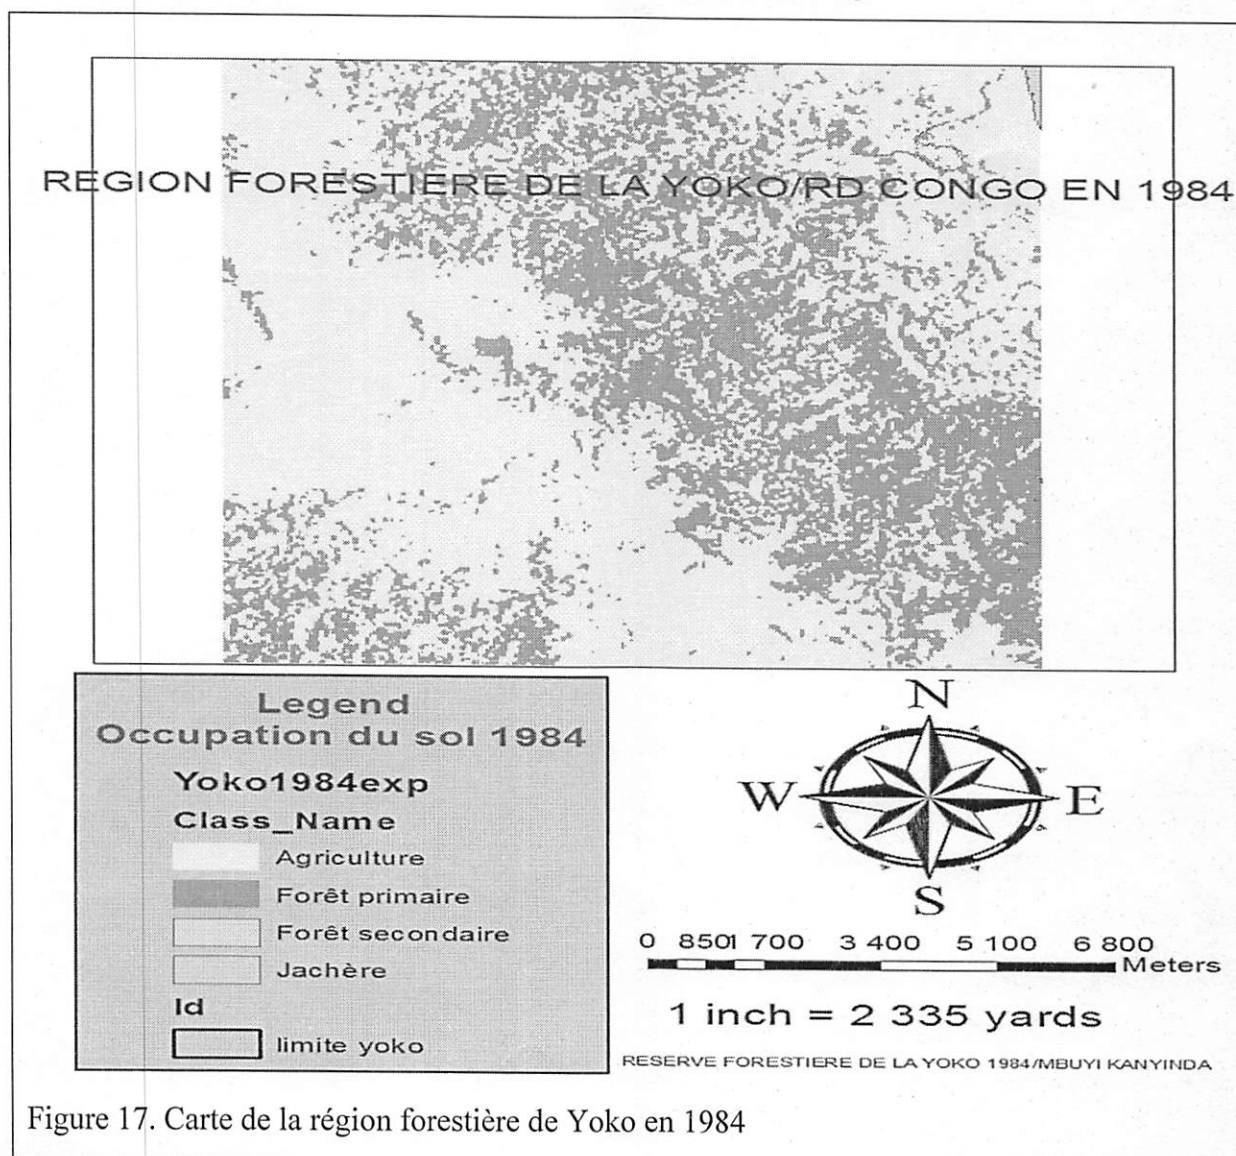 REGION FORESTIERE DE LA YOKO/RD CONGO EN 1984
Legend
Occupation du sol 1984
Yoko1984exp
Class_Name
Agriculture
Forêt primaire
Forêt secondaire
Jachère
Id
limite yoko
N
W E
S
0 8501 700 3 400 5 100 6 800
Meters
1 inch = 2 335 yards
RESERVE FORESTIERE DE LA YOKO 1984/MBUYI KANYINDA
Figure 17. Carte de la région forestière de Yoko en 1984